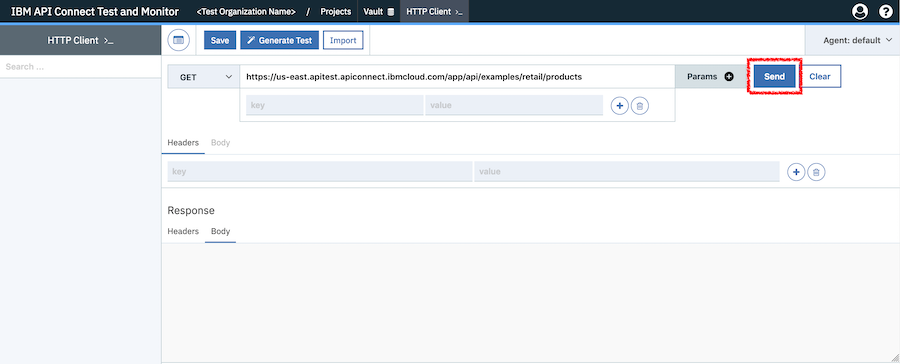 IBM API Connect Test and Monitor <Test Organization Name> / Projects Vault HTTP Client >_ ?
HTTP Client >_ Save Generate Test Import Agent: default
Search ...
GET https://us-east.apitest.apiconnect.ibmcloud.com/app/api/examples/retail/products Params Send Clear
key value
Headers Body
key value
Response
Headers Body